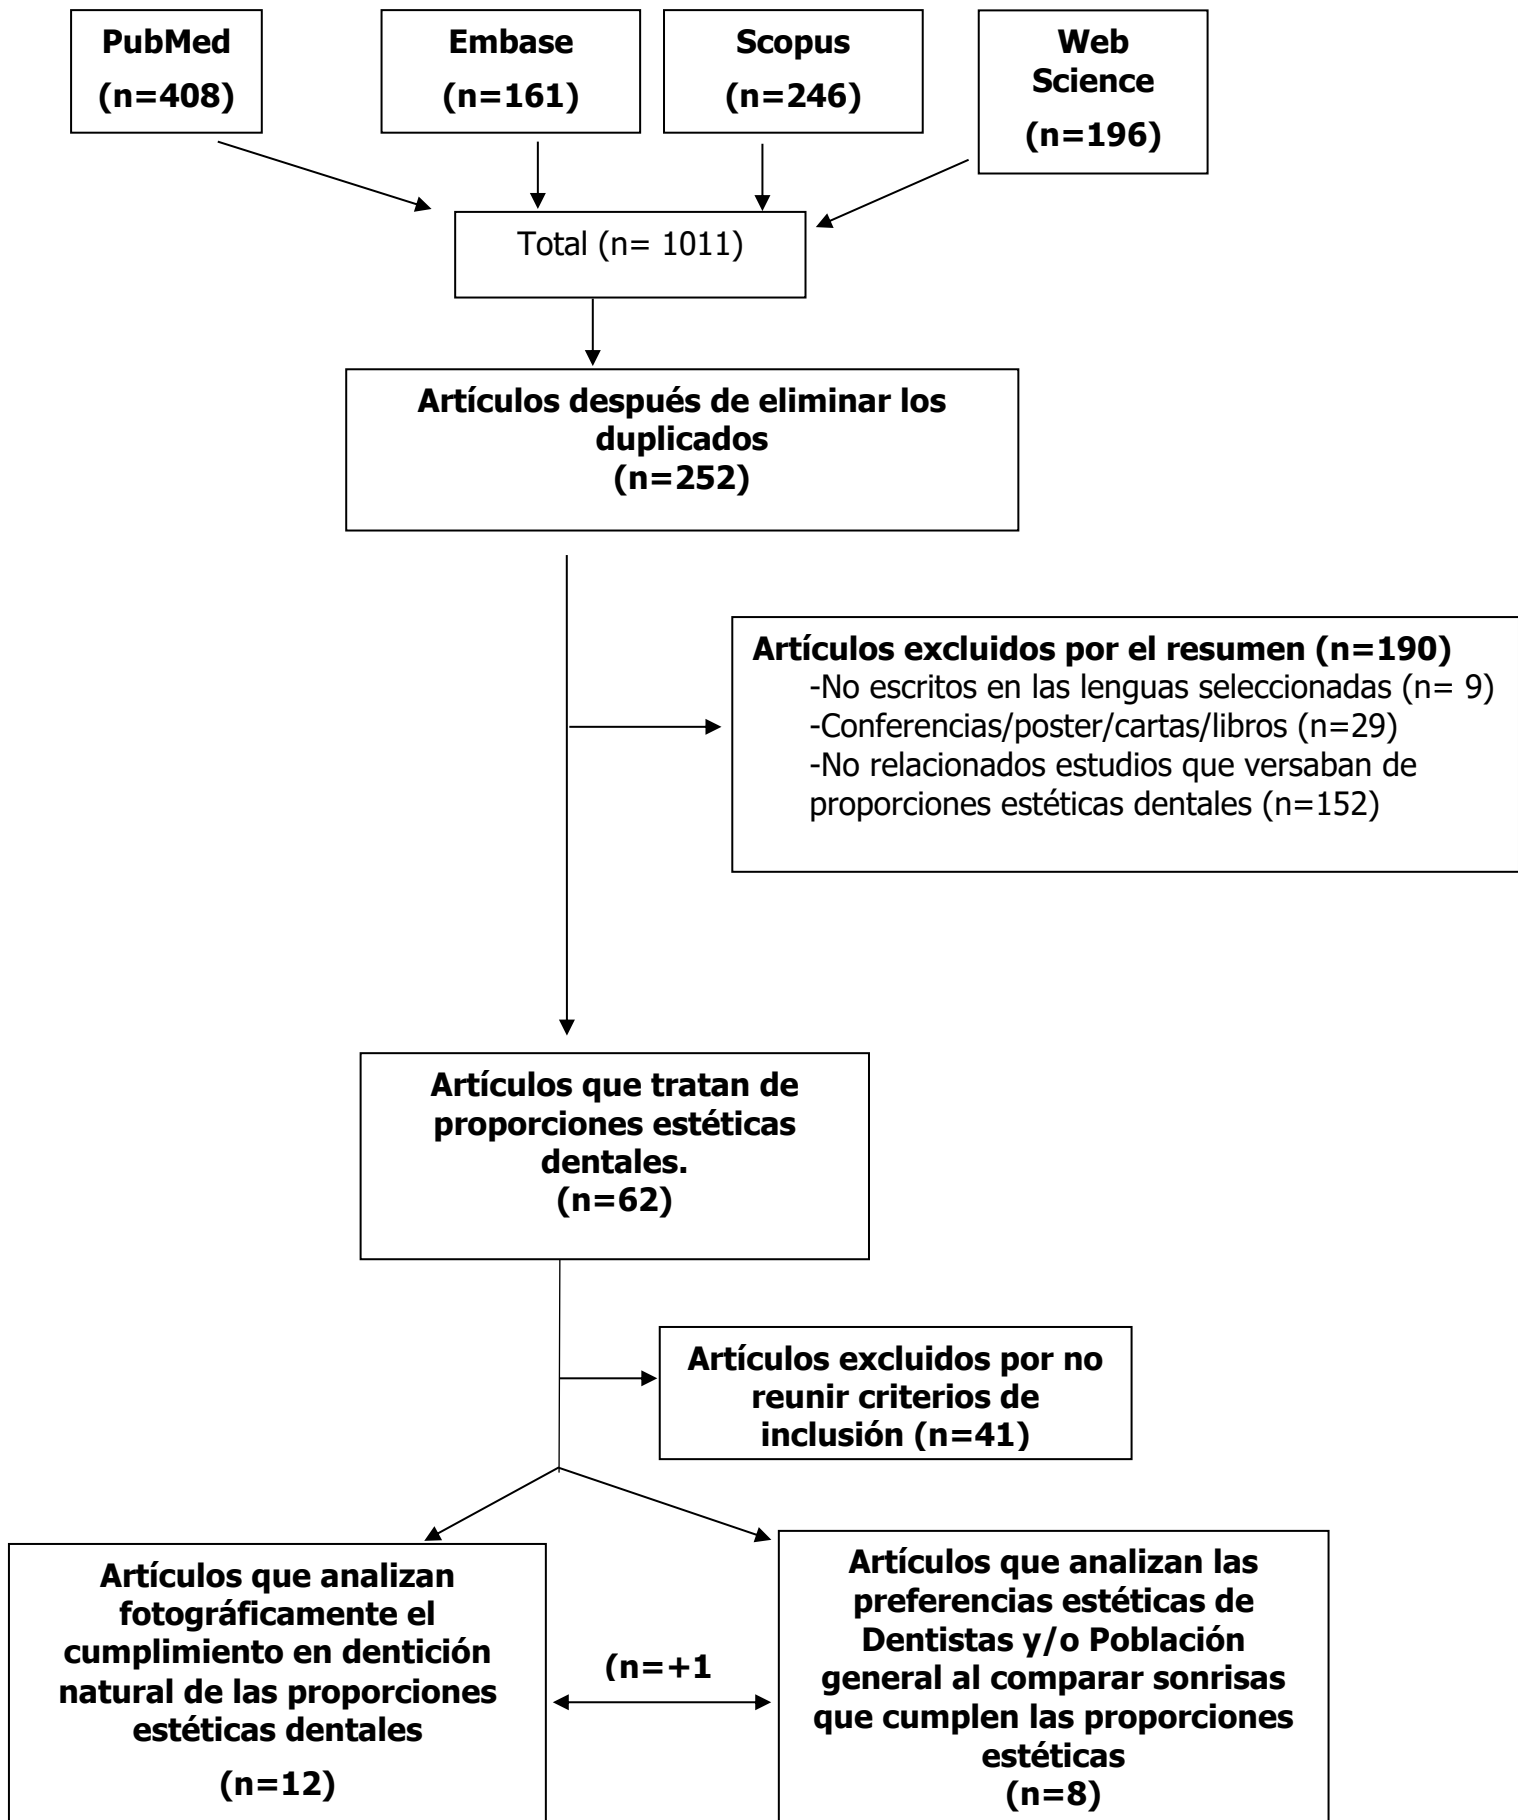 PubMed
(n=408)
Embase
(n=161)
Scopus
(n=246)
Web
Science
(n=196)
Total (n= 1011)
Artículos después de eliminar los
duplicados
(n=252)
Artículos excluidos por el resumen (n=190)
-No escritos en las lenguas seleccionadas (n= 9)
-Conferencias/poster/cartas/libros (n=29)
-No relacionados estudios que versaban de
proporciones estéticas dentales (n=152)
Artículos que tratan de
proporciones estéticas
dentales.
(n=62)
Artículos excluidos por no
reunir criterios de
inclusión (n=41)
Artículos que analizan
fotográficamente el
cumplimiento en dentición
natural de las proporciones
estéticas dentales
(n=12)
(n=+1
Artículos que analizan las
preferencias estéticas de
Dentistas y/o Población
general al comparar sonrisas
que cumplen las proporciones
estéticas
(n=8)